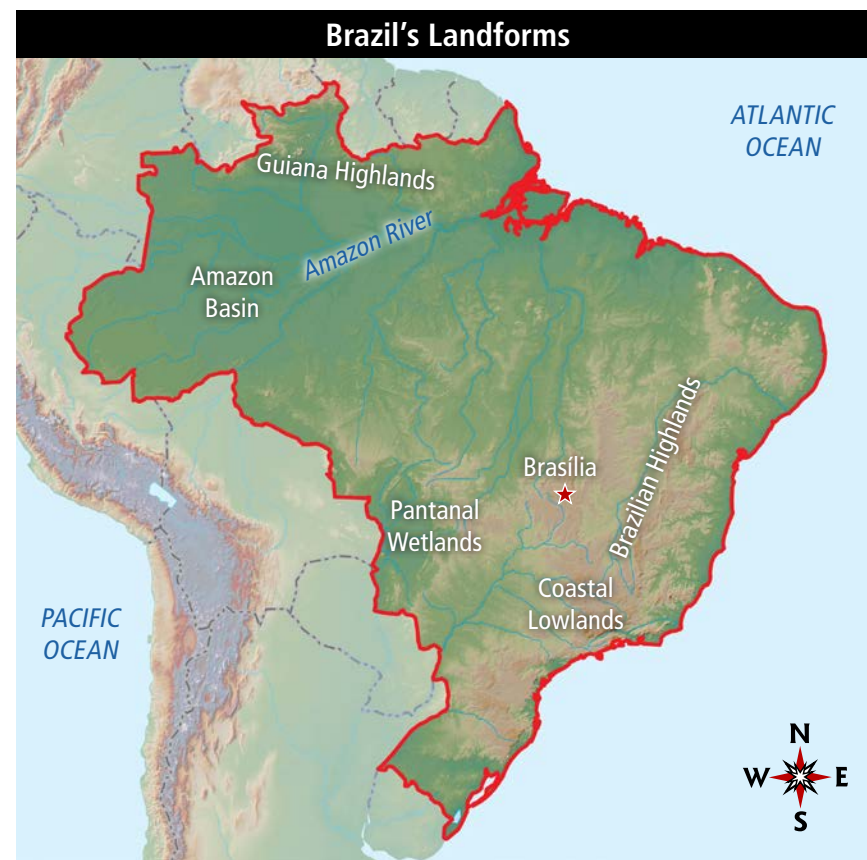 Brazil's Landforms
ATLANTIC
OCEAN
Guiana Highlands
Amazon River
Amazon
Basin
Brazilian Highlands
Brasília
Pantanal
Wetlands
Coastal
Lowlands
PACIFIC
OCEAN
N
W E
S